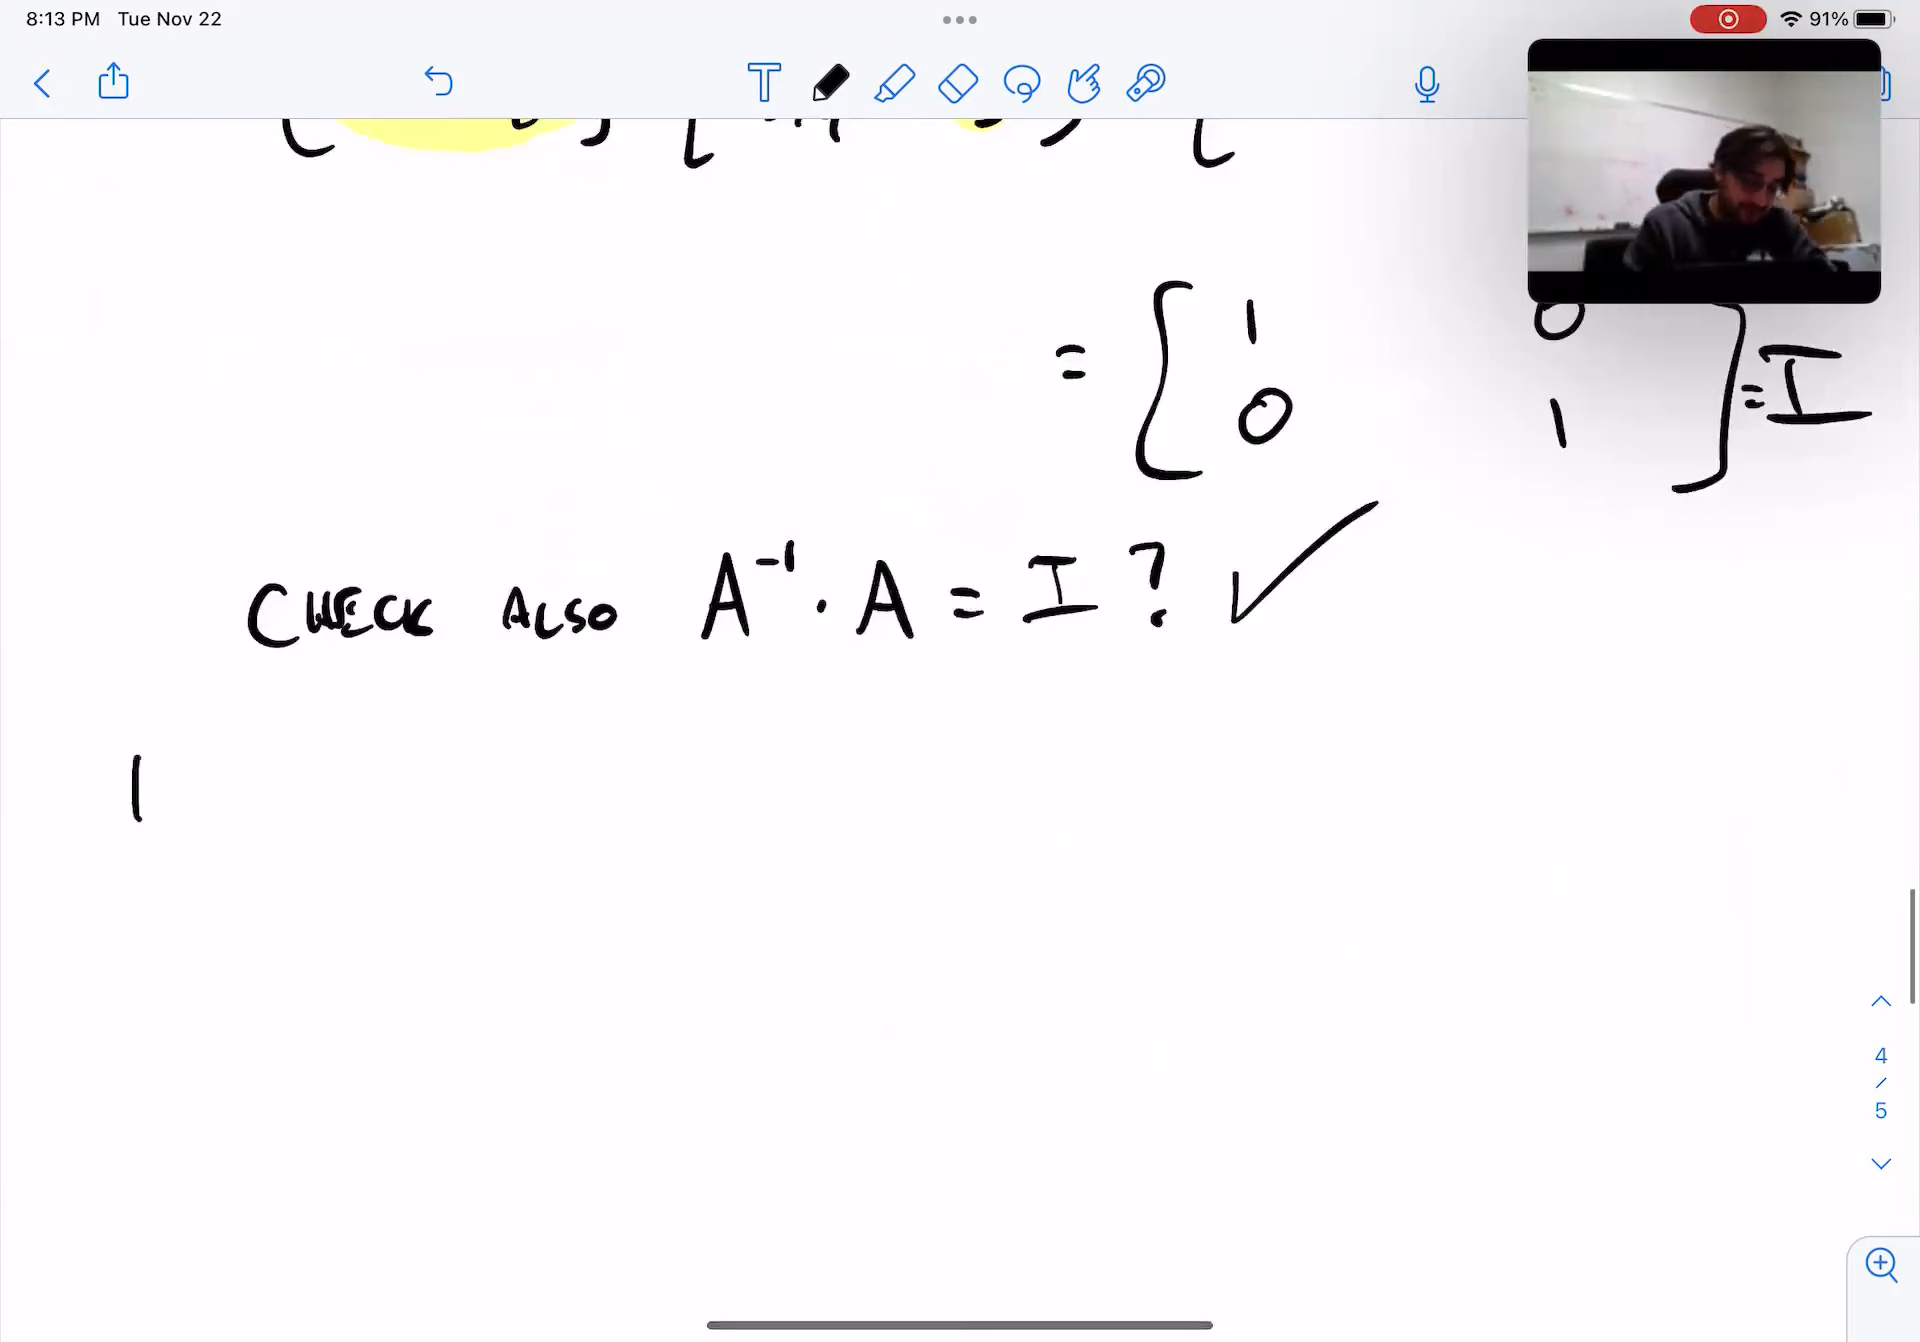 8:13 PM Tue Nov 22
91%
T
= [ 1 0
0 1 ] = I
CHECK ALSO A⁻¹ · A = I ? ✓
|
4
/
5